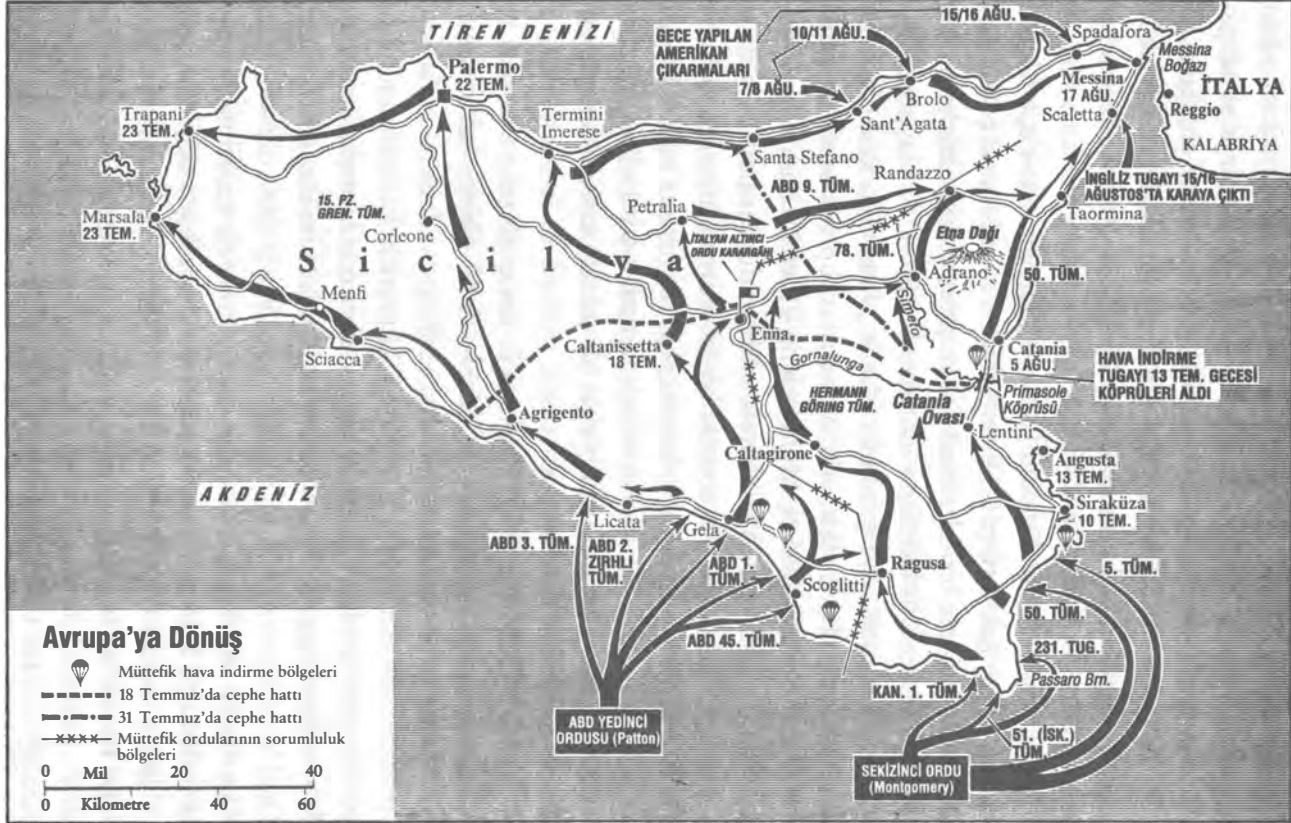 TİREN DENİZİ
GECE YAPILAN
AMERİKAN
ÇIKARMALARI
15/16 AĞU.
10/11 AĞU.
7/8 AĞU.
Spadafora
Messina
Boğazı
Messina
17 AĞU.
İTALYA
Reggio
KALABRİYA
Scaletta
Brolo
Sant'Agata
Palermo
22 TEM.
Trapani
23 TEM.
Termini
Imerese
Santa Stefano
ABD 9. TÜM.
Randazzo
İNGİLİZ TUGAYI 15/16
AĞUSTOS'TA KARAYA ÇIKTI
Taormina
Marsala
23 TEM.
15. PZ.
GREN. TÜM.
Corleone
Petralia
İTALYAN ALTINCI
ORDU KARARGÂHI
78. TÜM.
Etna Dağı
Adrano
50. TÜM.
Sicilya
Menfi
Sciacca
Simeto
Enna
Caltanissetta
18 TEM.
Gornalunga
Catania
5 AĞU.
HAVA İNDİRME
TUGAYI 13 TEM. GECESİ
KÖPRÜLERİ ALDI
Primasole
Köprüsü
HERMANN
GÖRING TÜM.
Catania
Ovası
Agrigento
Lentini
Caltagirone
Augusta
13 TEM.
AKDENİZ
Siraküza
10 TEM.
Licata
Gela
ABD 3. TÜM.
ABD 2.
ZIRHLI
TÜM.
ABD 1.
TÜM.
Ragusa
5. TÜM.
Scoglitti
50. TÜM.
ABD 45. TÜM.
231. TUG.
Passaro Brn.
KAN. 1. TÜM.
51. (İSK.)
TÜM.
ABD YEDİNCİ
ORDUSU (Patton)
SEKİZİNCİ ORDU
(Montgomery)
Avrupa'ya Dönüş
Müttefik hava indirme bölgeleri
18 Temmuz'da cephe hattı
31 Temmuz'da cephe hattı
Müttefik ordularının sorumluluk
bölgeleri
0 Mil 20 40
0 Kilometre 40 60